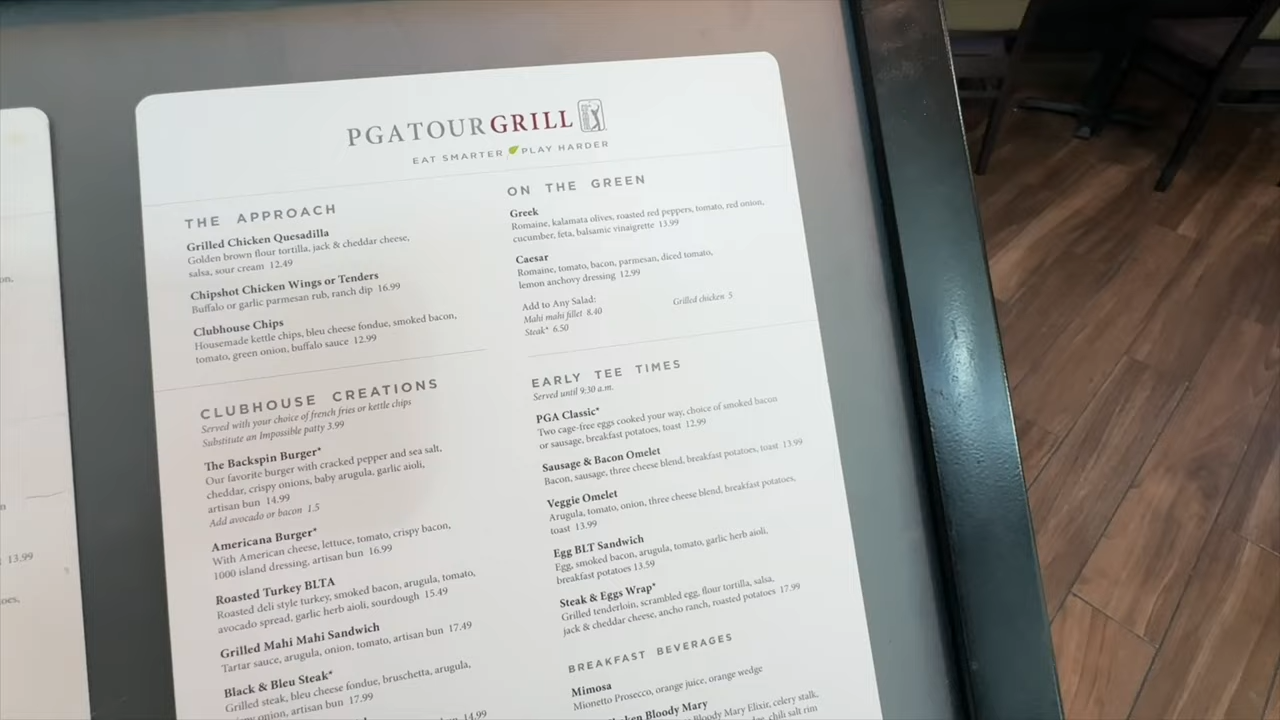 PGATOURGRILL
EAT SMARTER PLAY HARDER
THE APPROACH
Grilled Chicken Quesadilla
Golden brown flour tortilla, jack & cheddar cheese,
salsa, sour cream 12.49
Chipshot Chicken Wings or Tenders
Buffalo or garlic parmesan rub, ranch dip 16.99
Clubhouse Chips
Housemade kettle chips, bleu cheese fondue, smoked bacon,
tomato, green onion, buffalo sauce 12.99
CLUBHOUSE CREATIONS
Served with your choice of french fries or kettle chips
Substitute an Impossible patty 3.99
The Backspin Burger*
Our favorite burger with cracked pepper and sea salt,
cheddar, crispy onions, baby arugula, garlic aioli,
artisan bun 14.99
Add avocado or bacon 1.5
Americana Burger*
With American cheese, lettuce, tomato, crispy bacon,
1000 island dressing, artisan bun 16.99
Roasted Turkey BLTA
Roasted deli style turkey, smoked bacon, arugula, tomato,
avocado spread, garlic herb aioli, sourdough 15.49
Grilled Mahi Mahi Sandwich
Tartar sauce, arugula, onion, tomato, artisan bun 17.49
Black & Bleu Steak*
Grilled steak, bleu cheese fondue, bruschetta, arugula,
onion, artisan bun 17.99
14.99
ON THE GREEN
Greek
Romaine, kalamata olives, roasted red peppers, tomato, red onion,
cucumber, feta, balsamic vinaigrette 13.99
Caesar
Romaine, tomato, bacon, parmesan, diced tomato,
lemon anchovy dressing 12.99
Add to Any Salad:
Mahi mahi fillet 8.40
Grilled chicken 5
Steak* 6.50
EARLY TEE TIMES
Served until 9:30 a.m.
PGA Classic*
Two cage-free eggs cooked your way, choice of smoked bacon
or sausage, breakfast potatoes, toast 12.99
Sausage & Bacon Omelet
Bacon, sausage, three cheese blend, breakfast potatoes, toast 13.99
Veggie Omelet
Arugula, tomato, onion, three cheese blend, breakfast potatoes,
toast 13.99
Egg BLT Sandwich
Egg, smoked bacon, arugula, tomato, garlic herb aioli,
breakfast potatoes 13.59
Steak & Eggs Wrap*
Grilled tenderloin, scrambled egg, flour tortilla, salsa,
jack & cheddar cheese, ancho ranch, roasted potatoes 17.99
BREAKFAST BEVERAGES
Mimosa
Mionetto Prosecco, orange juice, orange wedge
Bloody Mary
Bloody Mary Elixir, celery stalk,
chili salt rim
13.99